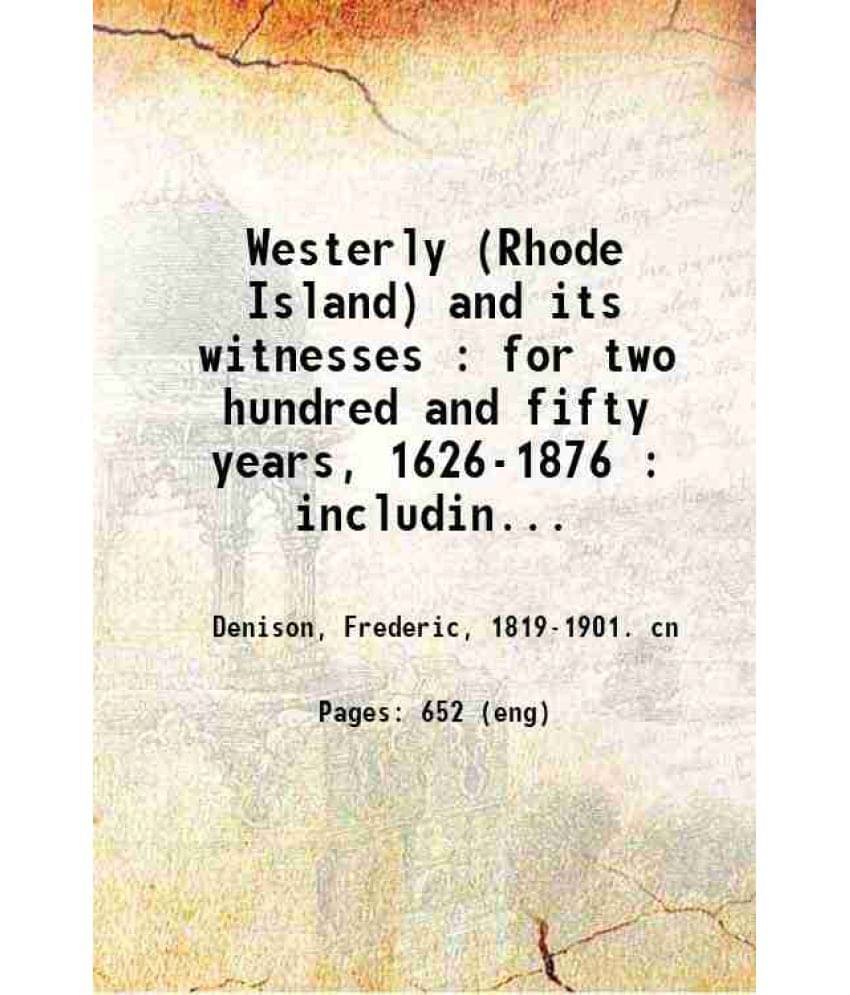 Westerly (Rhode
Island) and its
witnesses : for two
hundred and fifty
years, 1626-1876 :
includin...
Denison, Frederic, 1819-1901. cn
Pages: 652 (eng)